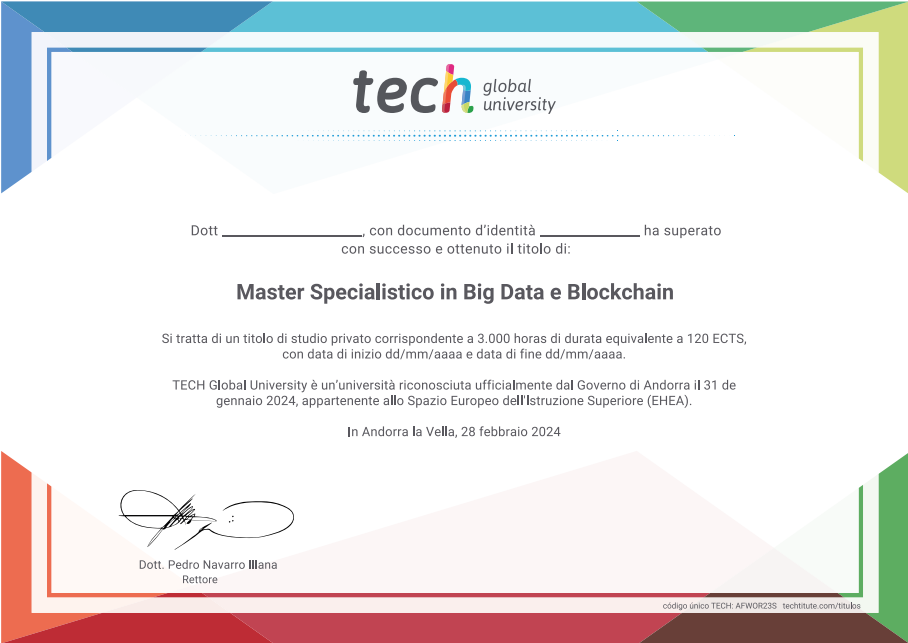 tech global university
Dott ____________________, con documento d'identità ______________ ha superato
con successo e ottenuto il titolo di:
Master Specialistico in Big Data e Blockchain
Si tratta di un titolo di studio privato corrispondente a 3.000 horas di durata equivalente a 120 ECTS,
con data di inizio dd/mm/aaaa e data di fine dd/mm/aaaa.
TECH Global University è un'università riconosciuta ufficialmente dal Governo di Andorra il 31 de
gennaio 2024, appartenente allo Spazio Europeo dell'Istruzione Superiore (EHEA).
In Andorra la Vella, 28 febbraio 2024
Dott. Pedro Navarro Illana
Rettore
código único TECH: AFWOR23S techtitute.com/titulos